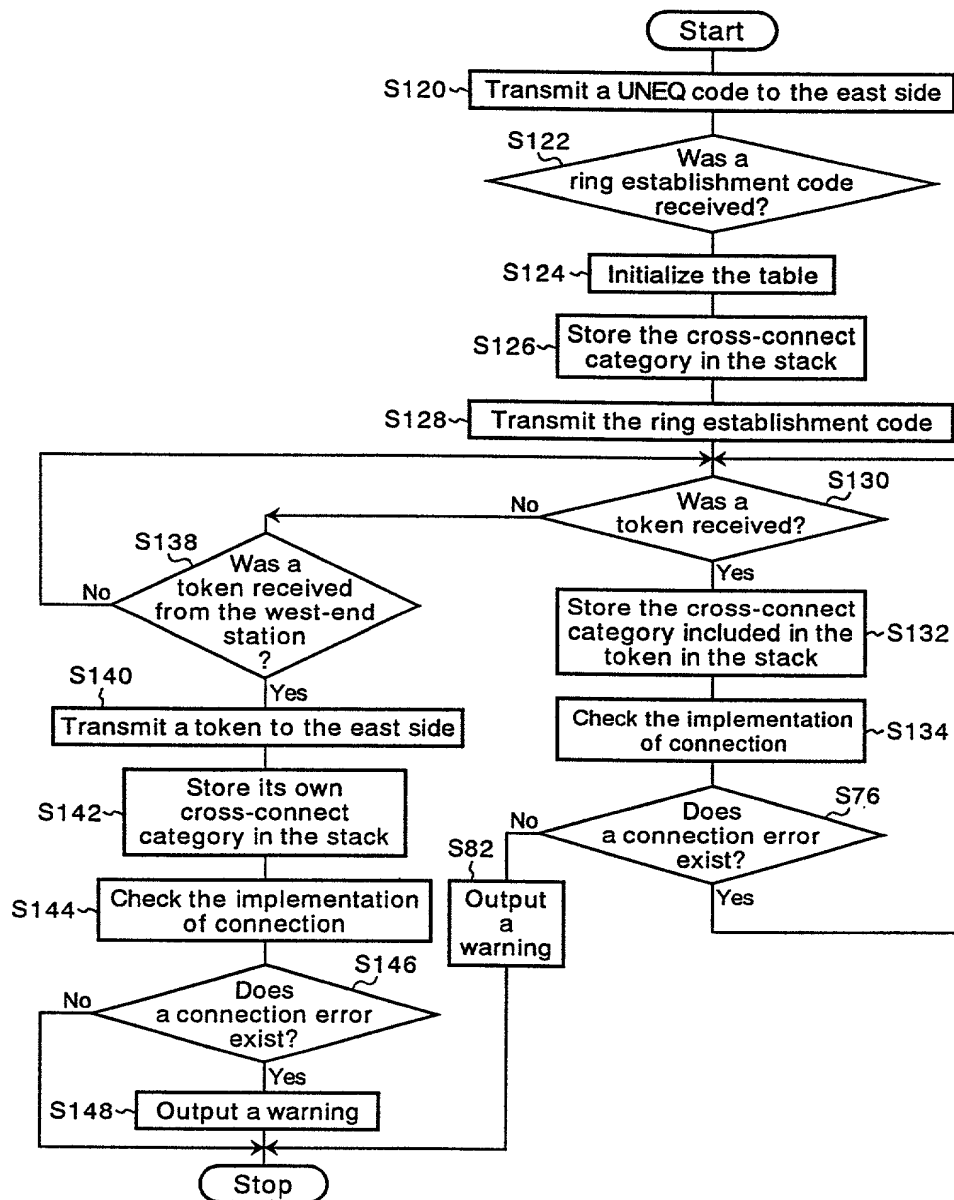 Start
S120
Transmit a UNEQ code to the east side
S122
Was a
ring establishment code
received?
S124
Initialize the table
S126
Store the cross-connect
category in the stack
S128
Transmit the ring establishment code
S130
No
Was a
token received?
Yes
S138
No
Was a
token received
from the west-end
station
?
Yes
Store the cross-connect
category included in the
token in the stack
S132
S140
Transmit a token to the east side
Check the implementation
of connection
S134
S142
Store its own
cross-connect
category in the stack
S76
No
Does
a connection error
exist?
Yes
S82
Output
a
warning
S144
Check the implementation
of connection
S146
No
Does
a connection error
exist?
Yes
S148
Output a warning
Stop